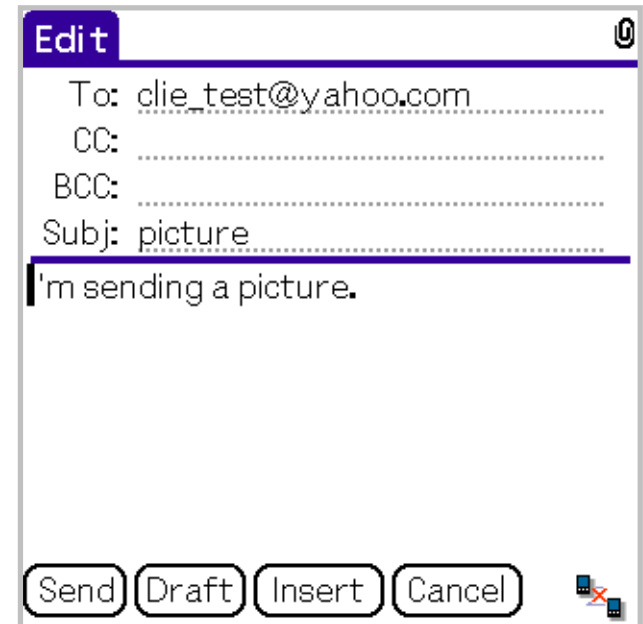 Edit
To: clie_test@yahoo.com
CC:
BCC:
Subj: picture
I'm sending a picture.
Send Draft Insert Cancel